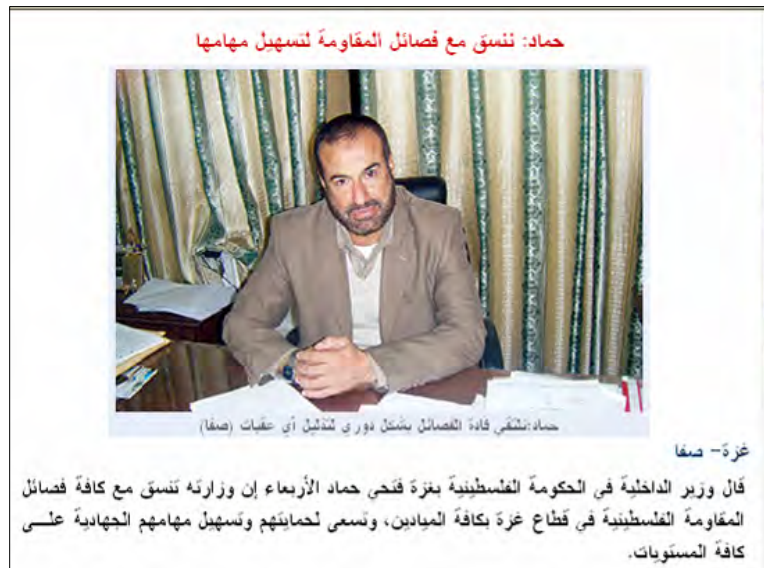 حماد: ننسق مع فصائل المقاومة لتسهيل مهامها
حماد:نلتقي قادة الفصائل بشكل دوري لتذليل أي عقبات (صفا)
غزة- صفا
قال وزير الداخلية في الحكومة الفلسطينية بغزة فتحي حماد الأربعاء إن وزارته تنسق مع كافة فصائل
المقاومة الفلسطينية في قطاع غزة بكافة الميادين، وتسعى لحمايتهم وتسهيل مهامهم الجهادية علـــى
كافة المستويات.